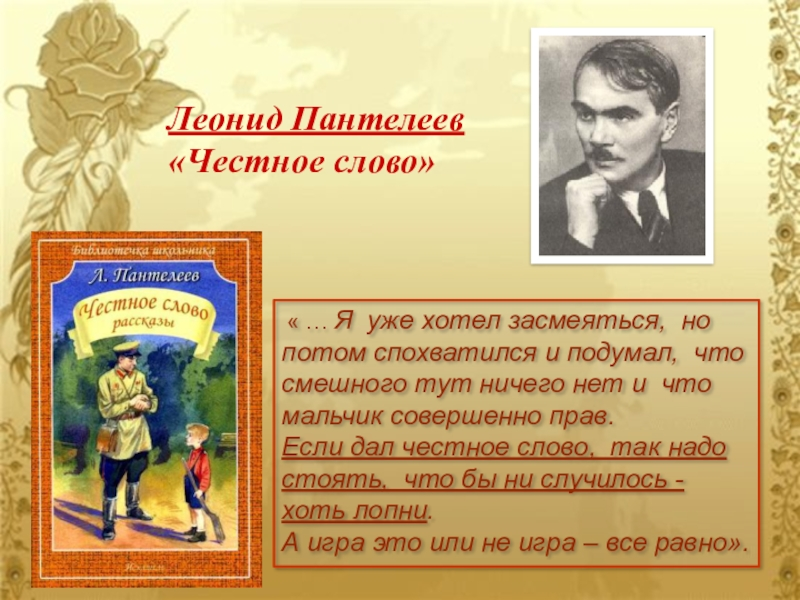 Леонид Пантелеев
«Честное слово»
Библиотечка школьника
Л. Пантелеев
Честное слово
рассказы
« … Я уже хотел засмеяться, но
потом спохватился и подумал, что
смешного тут ничего нет и что
мальчик совершенно прав.
Если дал честное слово, так надо
стоять, что бы ни случилось -
хоть лопни.
А игра это или не игра – все равно».